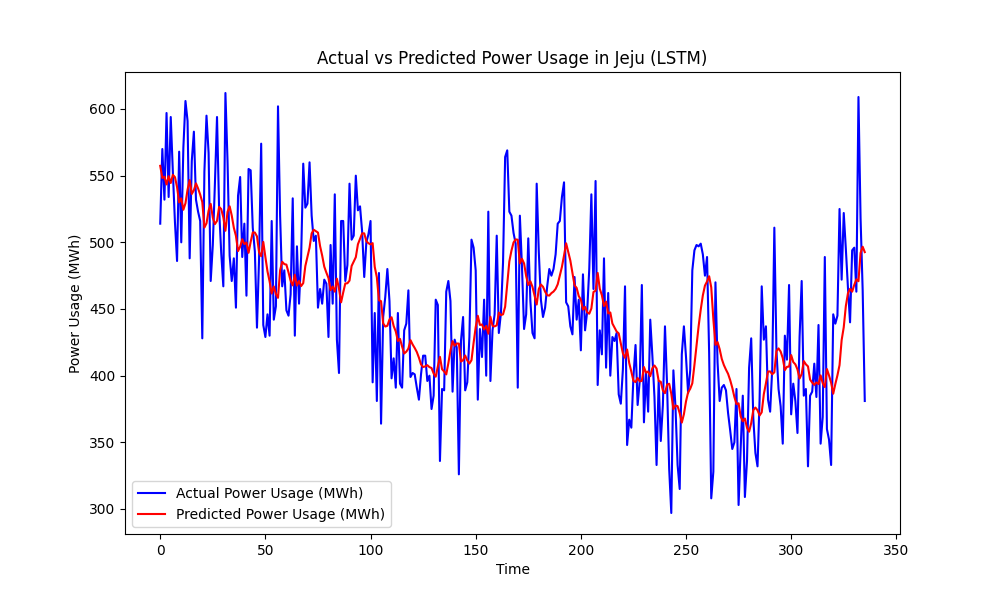 Actual vs Predicted Power Usage in Jeju (LSTM)
Power Usage (MWh)
600
550
500
450
400
350
300
Actual Power Usage (MWh)
Predicted Power Usage (MWh)
0 50 100 150 200 250 300 350
Time